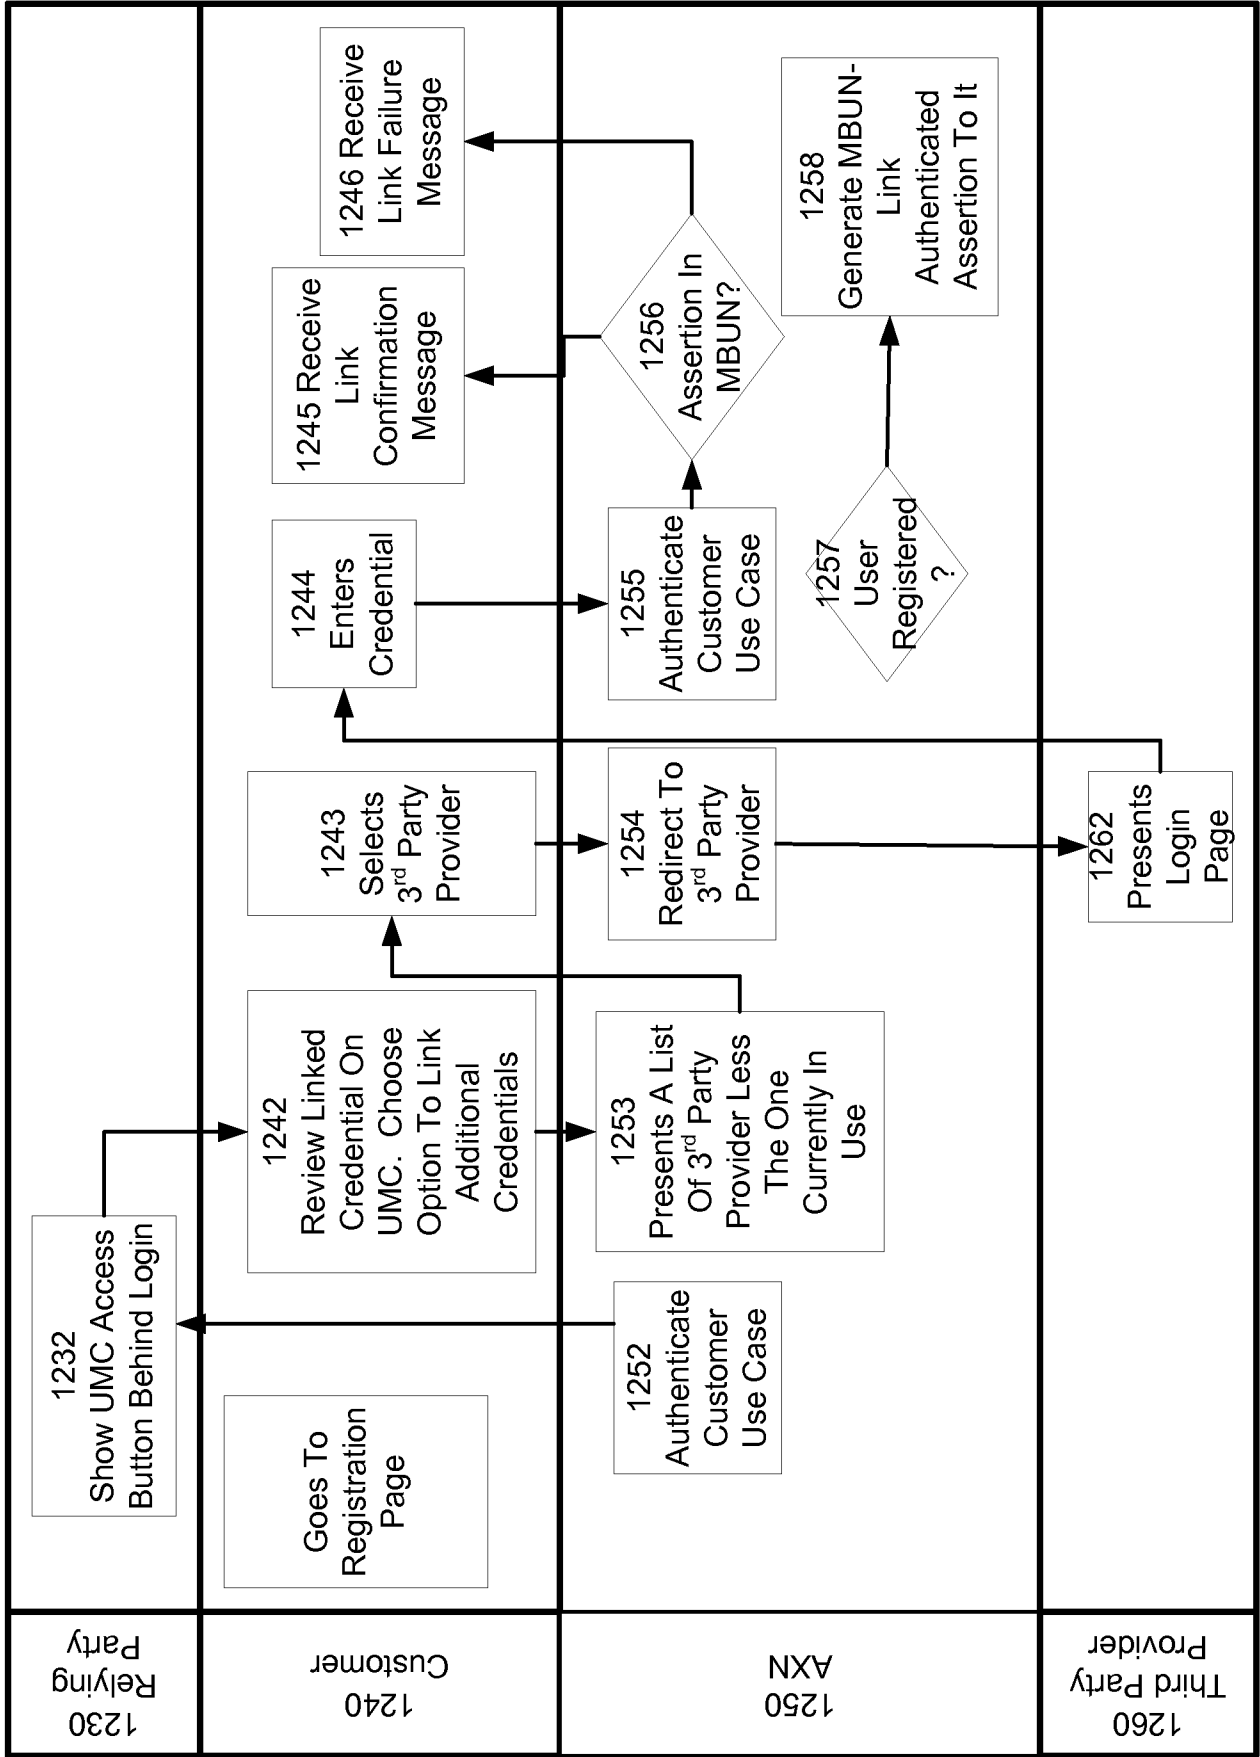 1230
Relying
Party
1232
Show UMC Access
Button Behind Login
1240
Customer
Goes To
Registration
Page
1242
Review Linked
Credential On
UMC. Choose
Option To Link
Additional
Credentials
1243
Selects
3rd Party
Provider
1244
Enters
Credential
1245 Receive
Link
Confirmation
Message
1246 Receive
Link Failure
Message
1250
AXN
1252
Authenticate
Customer
Use Case
1253
Presents A List
Of 3rd Party
Provider Less
The One
Currently In
Use
1254
Redirect To
3rd Party
Provider
1255
Authenticate
Customer
Use Case
1256
Assertion In
MBUN?
1257
User
Registered
?
1258
Generate MBUN-
Link
Authenticated
Assertion To It
1260
Third Party
Provider
1262
Presents
Login
Page